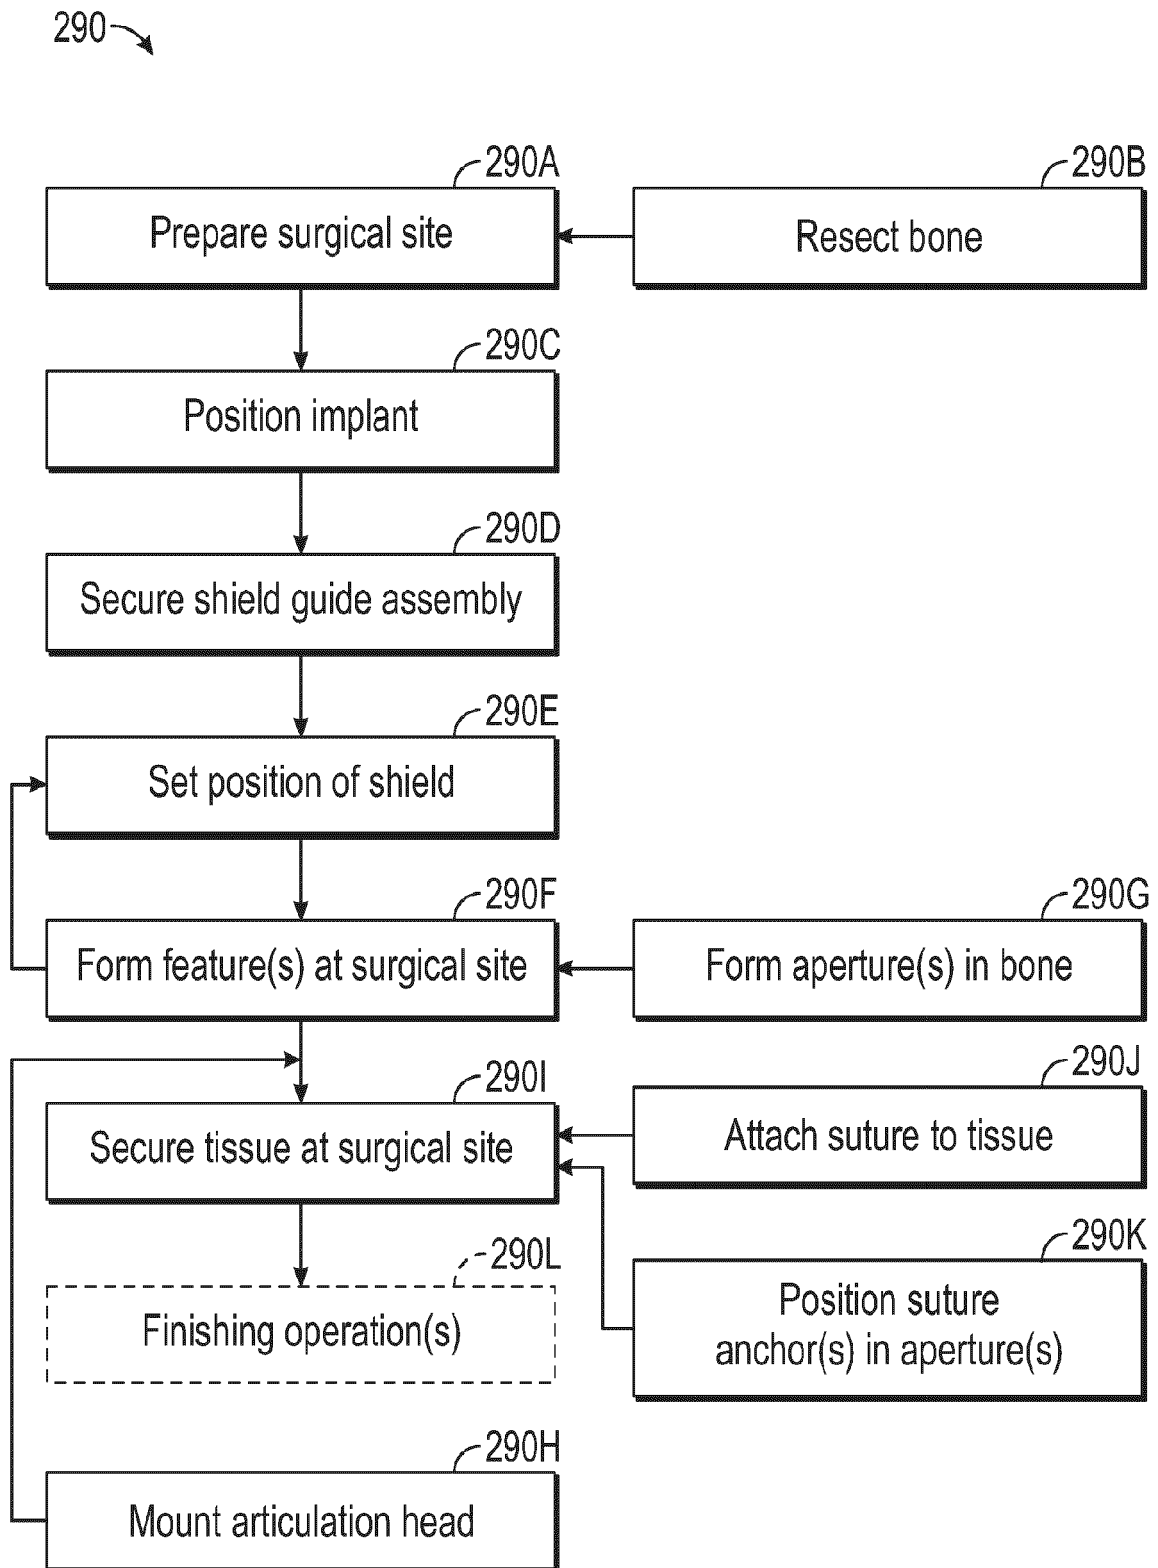 290
290A
Prepare surgical site
290B
Resect bone
290C
Position implant
290D
Secure shield guide assembly
290E
Set position of shield
290F
Form feature(s) at surgical site
290G
Form aperture(s) in bone
290I
Secure tissue at surgical site
290J
Attach suture to tissue
290K
Position suture
anchor(s) in aperture(s)
290L
Finishing operation(s)
290H
Mount articulation head